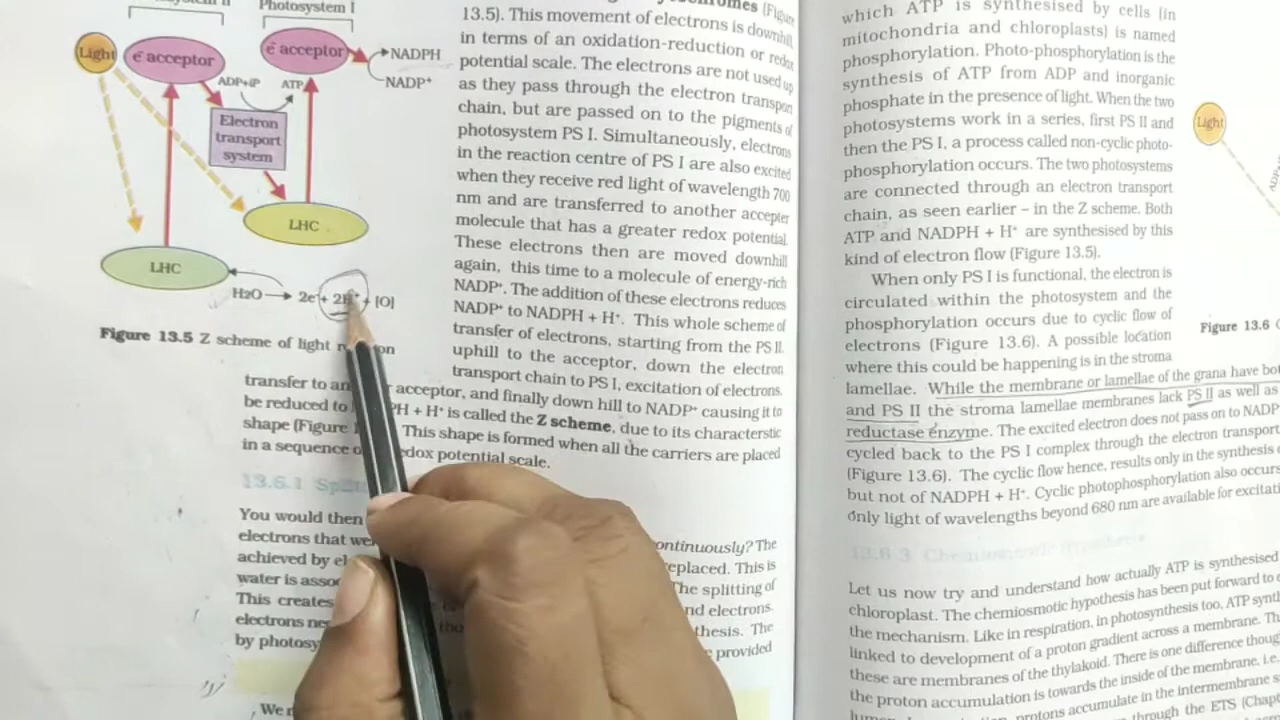 Photosystem I
Light
e acceptor
e acceptor
NADPH
NADP⁺
ADP+iP
ATP
Electron
transport
system
LHC
LHC
H2O → 2e + 2H⁺ + [O]
Figure 13.5 Z scheme of light
13.5). This movement of electrons is downhill
in terms of an oxidation-reduction or redox
potential scale. The electrons are not used up
as they pass through the electron transport
chain, but are passed on to the pigments of
photosystem PS I. Simultaneously, electrons
in the reaction centre of PS I are also excited
when they receive red light of wavelength 700
nm and are transferred to another accepter
molecule that has a greater redox potential.
These electrons then are moved downhill
again, this time to a molecule of energy-rich
NADP⁺. The addition of these electrons reduces
NADP⁺ to NADPH + H⁺. This whole scheme of
transfer of electrons, starting from the PS II,
uphill to the acceptor, down the electron
transport chain to PS I, excitation of electrons,
transfer to acceptor, and finally down hill to NADP⁺ causing it to
be reduced to PH + H⁺ is called the Z scheme, due to its characterstic
shape (Figure This shape is formed when all the carriers are placed
in a sequence redox potential scale.
13.6.1
You would then ontinuously? The
electrons that replaced. This is
achieved by The splitting of
water is nd electrons.
This creates thesis. The
electrons provided
by
We
which ATP is synthesised by cells (in
mitochondria and chloroplasts) is named
phosphorylation. Photo-phosphorylation is the
synthesis of ATP from ADP and inorganic
phosphate in the presence of light. When the two
photosystems work in a series, first PS II and
then the PS I, a process called non-cyclic photo-
phosphorylation occurs. The two photosystems
are connected through an electron transport
chain, as seen earlier – in the Z scheme. Both
ATP and NADPH + H⁺ are synthesised by this
kind of electron flow (Figure 13.5).
When only PS I is functional, the electron is
circulated within the photosystem and the
phosphorylation occurs due to cyclic flow of
electrons (Figure 13.6). A possible location
where this could be happening is in the stroma
lamellae. While the membrane or lamellae of the grana have bot
and PS II the stroma lamellae membranes lack PS II as well as
reductase enzyme. The excited electron does not pass on to NADP
cycled back to the PS I complex through the electron transport
(Figure 13.6). The cyclic flow hence, results only in the synthesis
but not of NADPH + H⁺. Cyclic photophosphorylation also occurs
only light of wavelengths beyond 680 nm are available for excitati
13.6.3 Chemiosmotic Hypothesis
Let us now try and understand how actually ATP is synthesised
chloroplast. The chemiosmotic hypothesis has been put forward to
the mechanism. Like in respiration, in photosynthesis too, ATP synt
linked to development of a proton gradient across a membrane. Th
these are membranes of the thylakoid. There is one difference thoug
the proton accumulation is towards the inside of the membrane, i.e.
protons accumulate in the intermembrane
through the ETS (Chap
Light
Figure 13.6